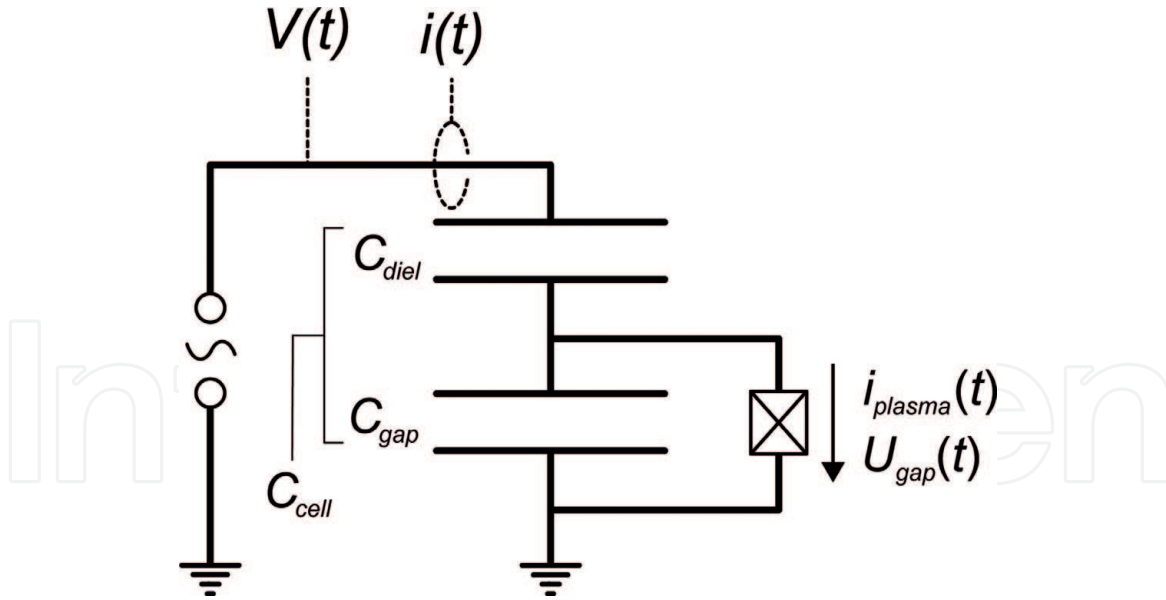 V(t) i(t)
C_diel
C_gap
C_cell
i_plasma(t)
U_gap(t)